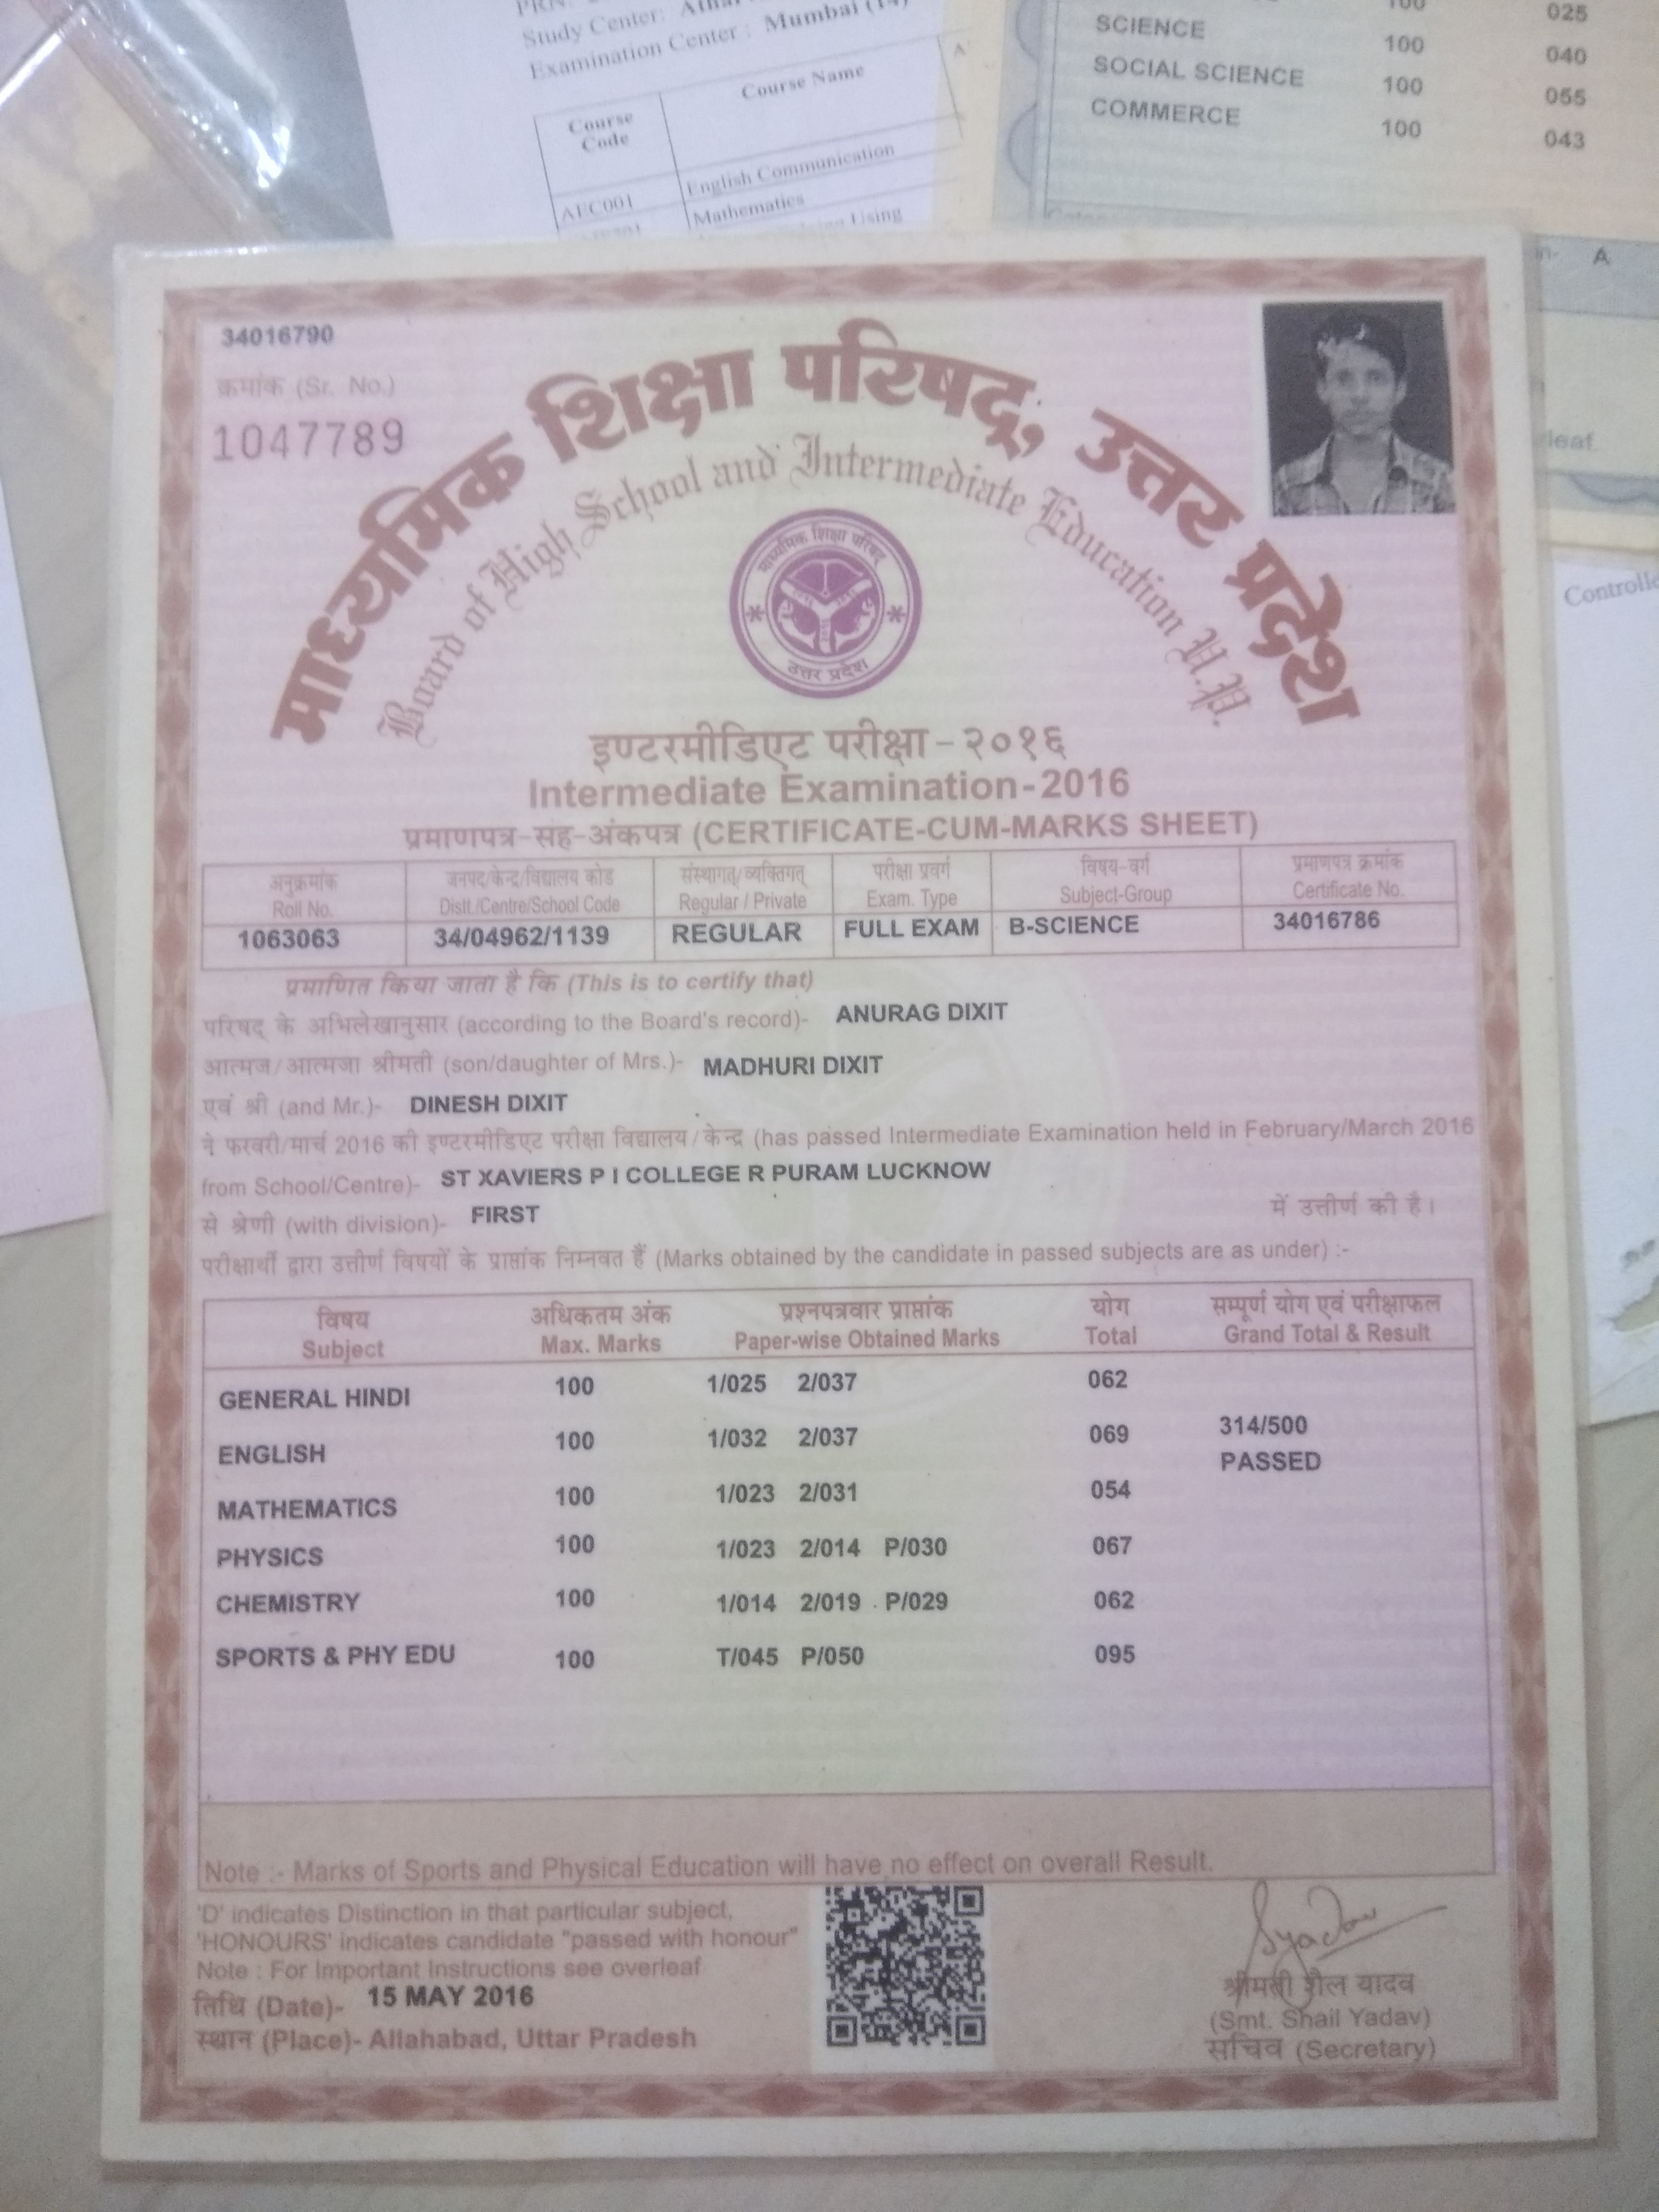 Study Center:
Examination Center : Mumbai (14)
Course Code
Course Name
AEC001
English Communication
Mathematics
Using
100 025
SCIENCE 100 040
SOCIAL SCIENCE 100 055
COMMERCE 100 043
A
leaf
34016790
क्रमांक (Sr. No.)
1047789
माध्यमिक शिक्षा परिषद्, उत्तर प्रदेश
Board of High School and Intermediate Education U.P.
माध्यमिक शिक्षा परिषद्
उत्तर प्रदेश
इण्टरमीडिएट परीक्षा - २०१६
Intermediate Examination-2016
प्रमाणपत्र-सह-अंकपत्र (CERTIFICATE-CUM-MARKS SHEET)
अनुक्रमांक जनपद/केन्द्र/विद्यालय कोड संस्थागत्/व्यक्तिगत् परीक्षा प्रवर्ग विषय-वर्ग प्रमाणपत्र क्रमांक
Roll No. Distt./Centre/School Code Regular / Private Exam. Type Subject-Group Certificate No.
1063063 34/04962/1139 REGULAR FULL EXAM B-SCIENCE 34016786
प्रमाणित किया जाता है कि (This is to certify that)
परिषद् के अभिलेखानुसार (according to the Board's record)- ANURAG DIXIT
आत्मज/आत्मजा श्रीमती (son/daughter of Mrs.)- MADHURI DIXIT
एवं श्री (and Mr.)- DINESH DIXIT
ने फरवरी/मार्च 2016 की इण्टरमीडिएट परीक्षा विद्यालय/केन्द्र (has passed Intermediate Examination held in February/March 2016
from School/Centre)- ST XAVIERS P I COLLEGE R PURAM LUCKNOW
से श्रेणी (with division)- FIRST में उत्तीर्ण की है।
परीक्षार्थी द्वारा उत्तीर्ण विषयों के प्राप्तांक निम्नवत हैं (Marks obtained by the candidate in passed subjects are as under) :-
विषय अधिकतम अंक प्रश्नपत्रवार प्राप्तांक योग सम्पूर्ण योग एवं परीक्षाफल
Subject Max. Marks Paper-wise Obtained Marks Total Grand Total & Result
GENERAL HINDI 100 1/025 2/037 062
314/500
ENGLISH 100 1/032 2/037 069
PASSED
MATHEMATICS 100 1/023 2/031 054
PHYSICS 100 1/023 2/014 P/030 067
CHEMISTRY 100 1/014 2/019 P/029 062
SPORTS & PHY EDU 100 T/045 P/050 095
Note :- Marks of Sports and Physical Education will have no effect on overall Result.
'D' indicates Distinction in that particular subject,
'HONOURS' indicates candidate "passed with honour"
Note : For Important Instructions see overleaf
तिथि (Date)- 15 MAY 2016
स्थान (Place)- Allahabad, Uttar Pradesh
श्रीमती शैल यादव
(Smt. Shail Yadav)
सचिव (Secretary)